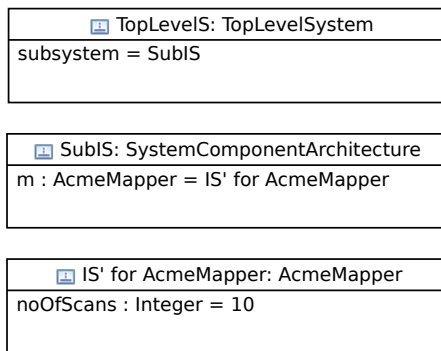 TopLevelS: TopLevelSystem
subsystem = SubIS
SubIS: SystemComponentArchitecture
m : AcmeMapper = IS' for AcmeMapper
IS' for AcmeMapper: AcmeMapper
noOfScans : Integer = 10